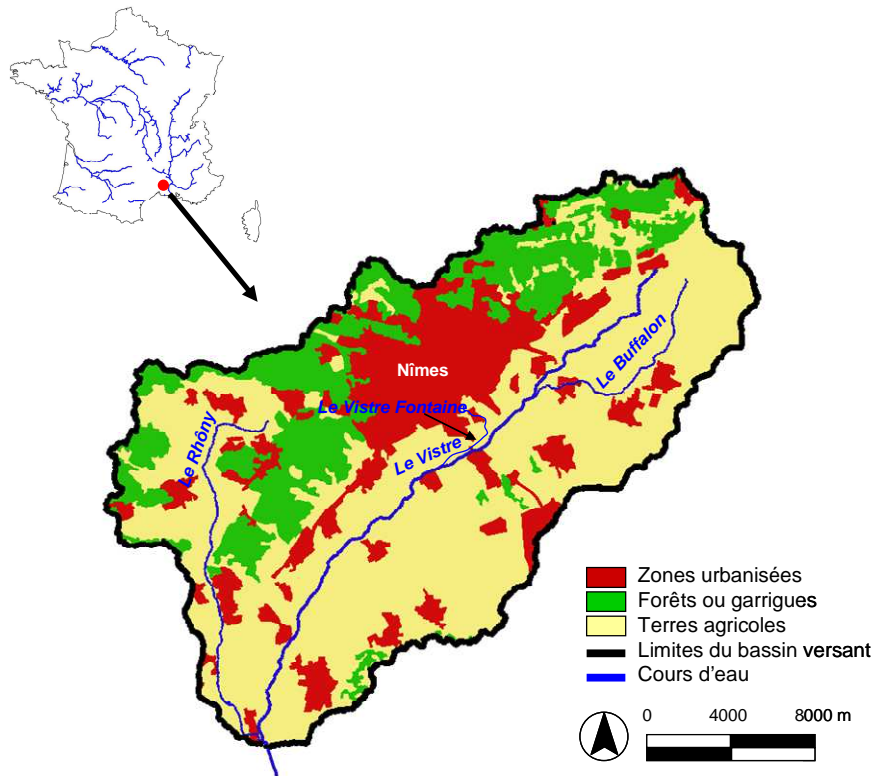 Nîmes
Le Buffalon
Le Vistre Fontaine
Le Rhôny
Le Vistre
Zones urbanisées
Forêts ou garrigues
Terres agricoles
Limites du bassin versant
Cours d'eau
0 4000 8000 m